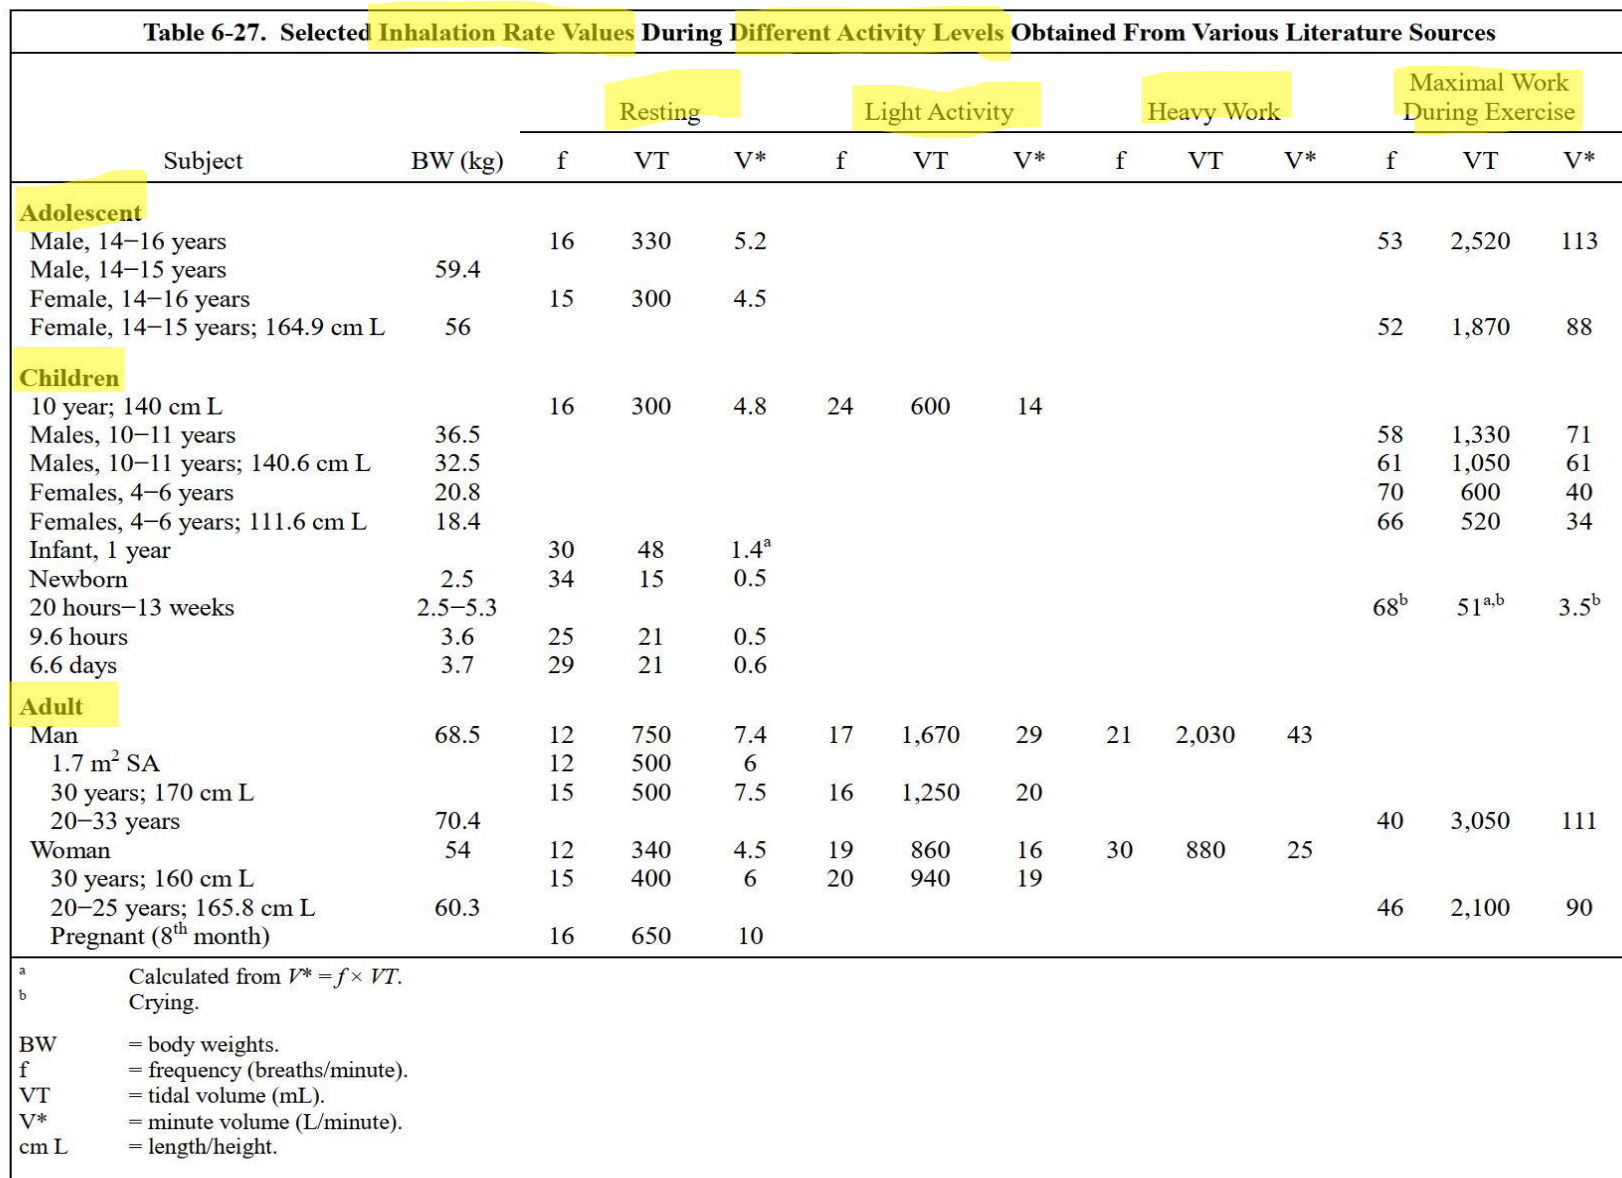 Table 6-27. Selected Inhalation Rate Values During Different Activity Levels Obtained From Various Literature Sources
Resting Light Activity Heavy Work Maximal Work During Exercise
Subject BW (kg) f VT V* f VT V* f VT V* f VT V*
Adolescent
Male, 14−16 years 16 330 5.2 53 2,520 113
Male, 14−15 years 59.4
Female, 14−16 years 15 300 4.5
Female, 14−15 years; 164.9 cm L 56 52 1,870 88
Children
10 year; 140 cm L 16 300 4.8 24 600 14
Males, 10−11 years 36.5 58 1,330 71
Males, 10−11 years; 140.6 cm L 32.5 61 1,050 61
Females, 4−6 years 20.8 70 600 40
Females, 4−6 years; 111.6 cm L 18.4 66 520 34
Infant, 1 year 30 48 1.4a
Newborn 2.5 34 15 0.5
20 hours−13 weeks 2.5−5.3 68b 51a,b 3.5b
9.6 hours 3.6 25 21 0.5
6.6 days 3.7 29 21 0.6
Adult
Man 68.5 12 750 7.4 17 1,670 29 21 2,030 43
1.7 m2 SA 12 500 6
30 years; 170 cm L 15 500 7.5 16 1,250 20
20−33 years 70.4 40 3,050 111
Woman 54 12 340 4.5 19 860 16 30 880 25
30 years; 160 cm L 15 400 6 20 940 19
20−25 years; 165.8 cm L 60.3 46 2,100 90
Pregnant (8th month) 16 650 10
a Calculated from V* = f × VT.
b Crying.
BW = body weights.
f = frequency (breaths/minute).
VT = tidal volume (mL).
V* = minute volume (L/minute).
cm L = length/height.